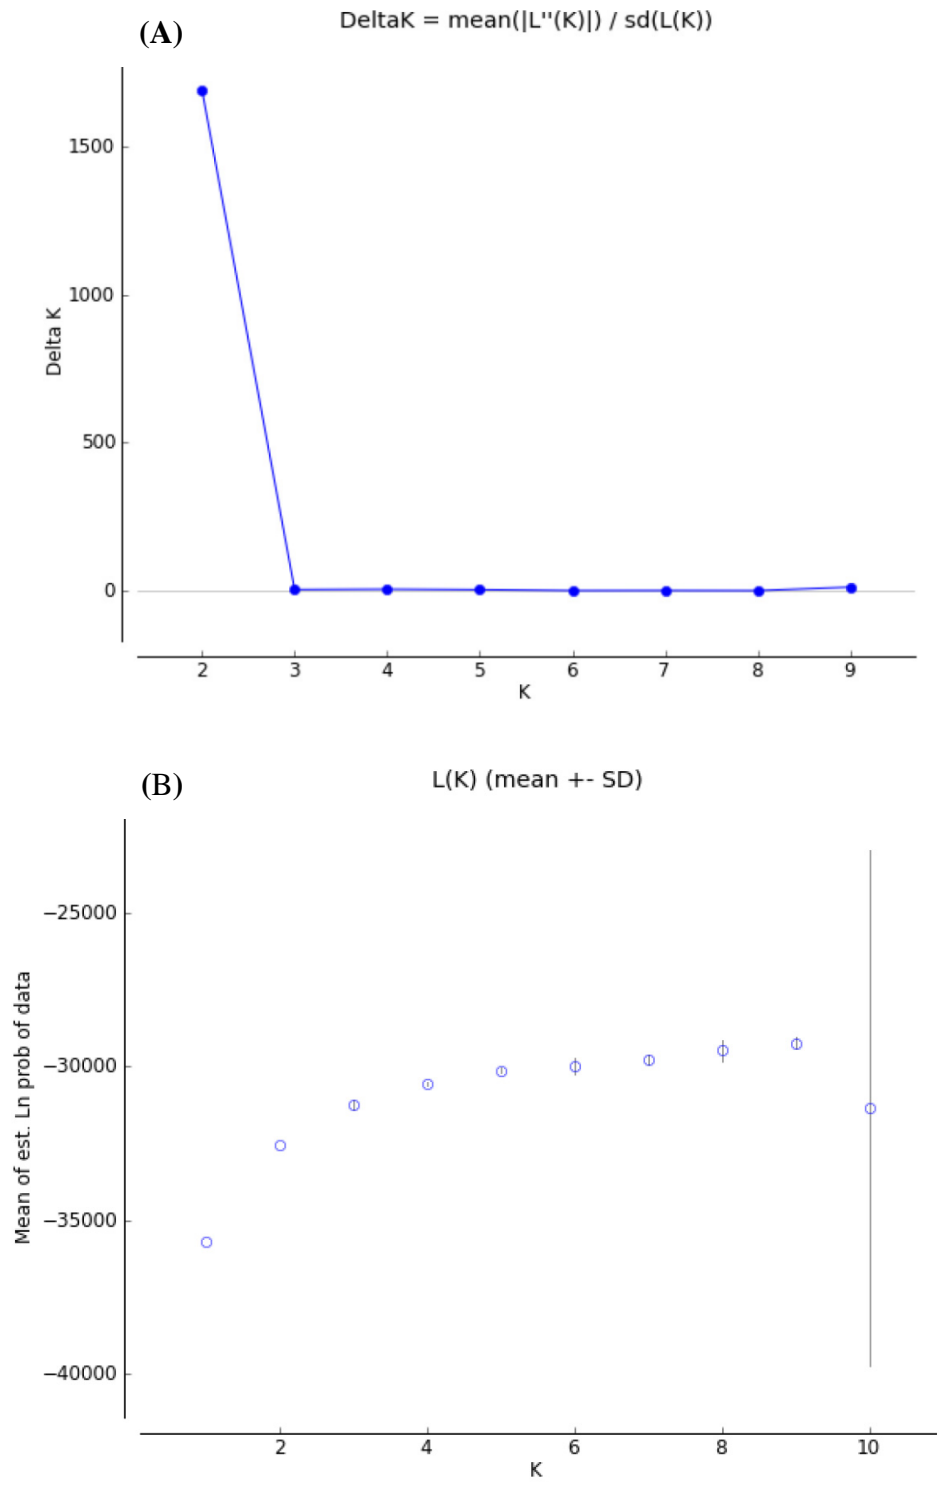 (A)
DeltaK = mean(|L''(K)|) / sd(L(K))
1500
1000
500
0
Delta K
2 3 4 5 6 7 8 9
K
(B)
L(K) (mean +- SD)
−25000
−30000
−35000
−40000
Mean of est. Ln prob of data
2 4 6 8 10
K